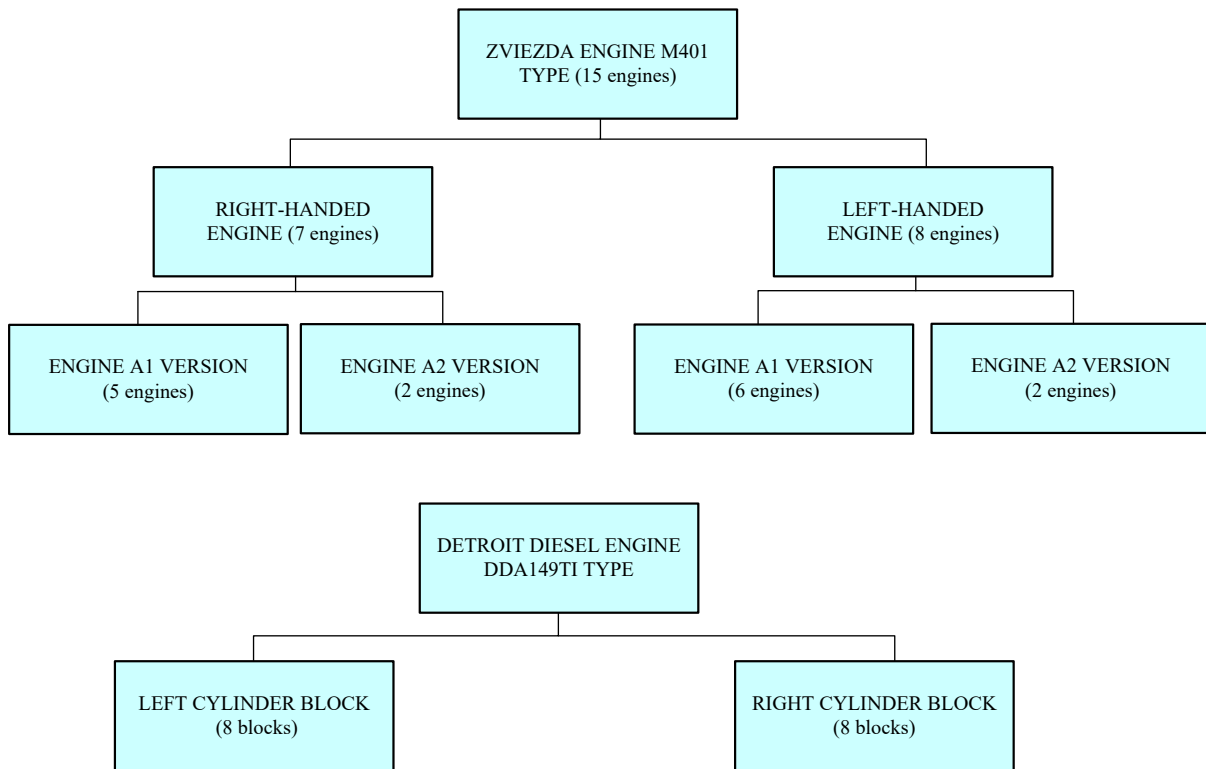 ZVIEZDA ENGINE M401
TYPE (15 engines)
RIGHT-HANDED
ENGINE (7 engines)
LEFT-HANDED
ENGINE (8 engines)
ENGINE A1 VERSION
(5 engines)
ENGINE A2 VERSION
(2 engines)
ENGINE A1 VERSION
(6 engines)
ENGINE A2 VERSION
(2 engines)
DETROIT DIESEL ENGINE
DDA149TI TYPE
LEFT CYLINDER BLOCK
(8 blocks)
RIGHT CYLINDER BLOCK
(8 blocks)